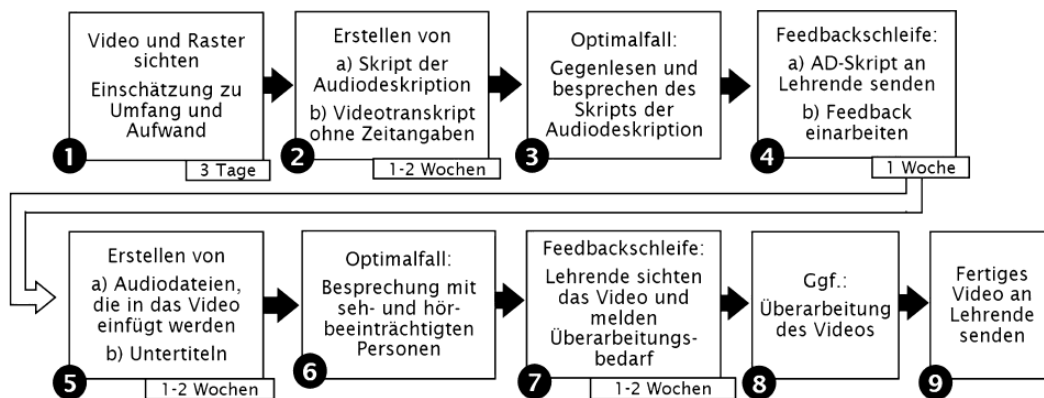 Video und Raster
sichten
Einschätzung zu
Umfang und
Aufwand
1
3 Tage
Erstellen von
a) Skript der
Audiodeskription
b) Videotranskript
ohne Zeitangaben
2
1-2 Wochen
Optimalfall:
Gegenlesen und
besprechen des
Skripts der
Audiodeskription
3
Feedbackschleife:
a) AD-Skript an
Lehrende senden
b) Feedback
einarbeiten
4
1 Woche
Erstellen von
a) Audiodateien,
die in das Video
einfügt werden
b) Untertiteln
5
1-2 Wochen
Optimalfall:
Besprechung mit
seh- und hör-
beeinträchtigten
Personen
6
Feedbackschleife:
Lehrende sichten
das Video und
melden
Überarbeitungs-
bedarf
7
1-2 Wochen
Ggf.:
Überarbeitung
des Videos
8
Fertiges
Video an
Lehrende
senden
9